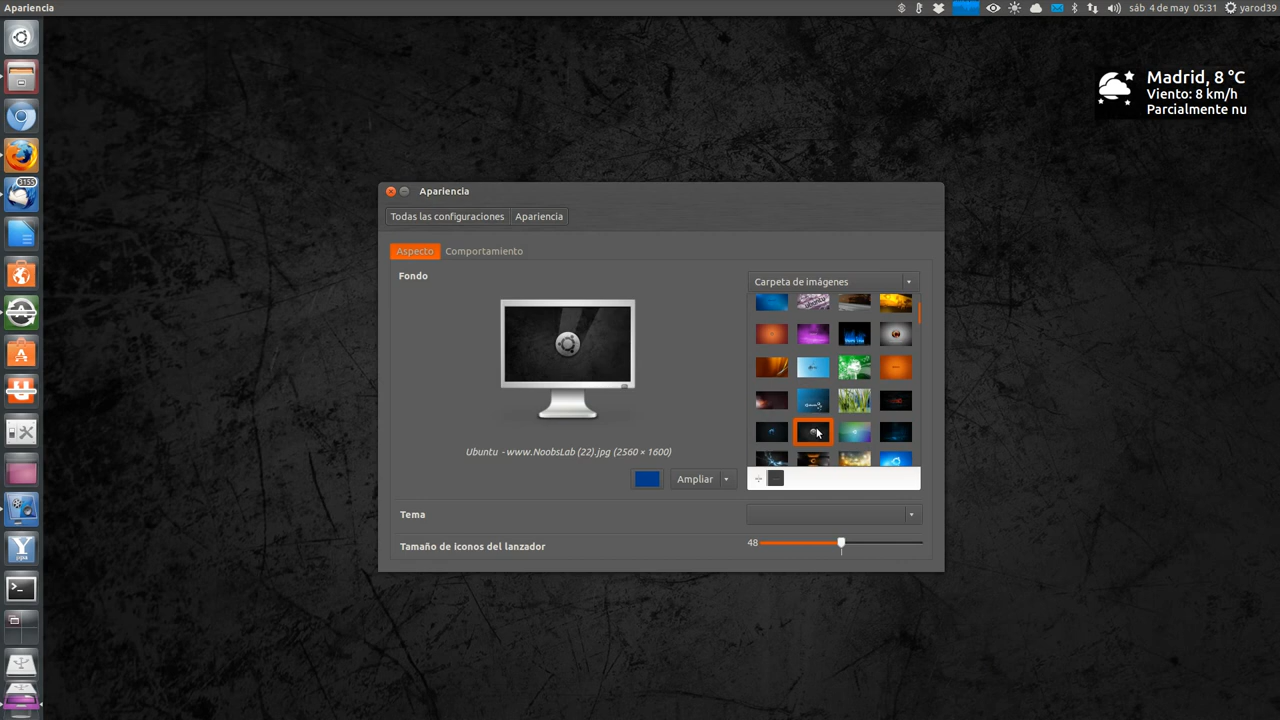 Apariencia
sáb 4 de may 05:31
yarod39
Madrid, 8 °C
Viento: 8 km/h
Parcialmente nu
3155
Apariencia
Todas las configuraciones
Apariencia
Aspecto
Comportamiento
Fondo
Carpeta de imágenes
Ubuntu - www.NoobsLab (22).jpg (2560 × 1600)
Ampliar
Tema
Tamaño de iconos del lanzador
48